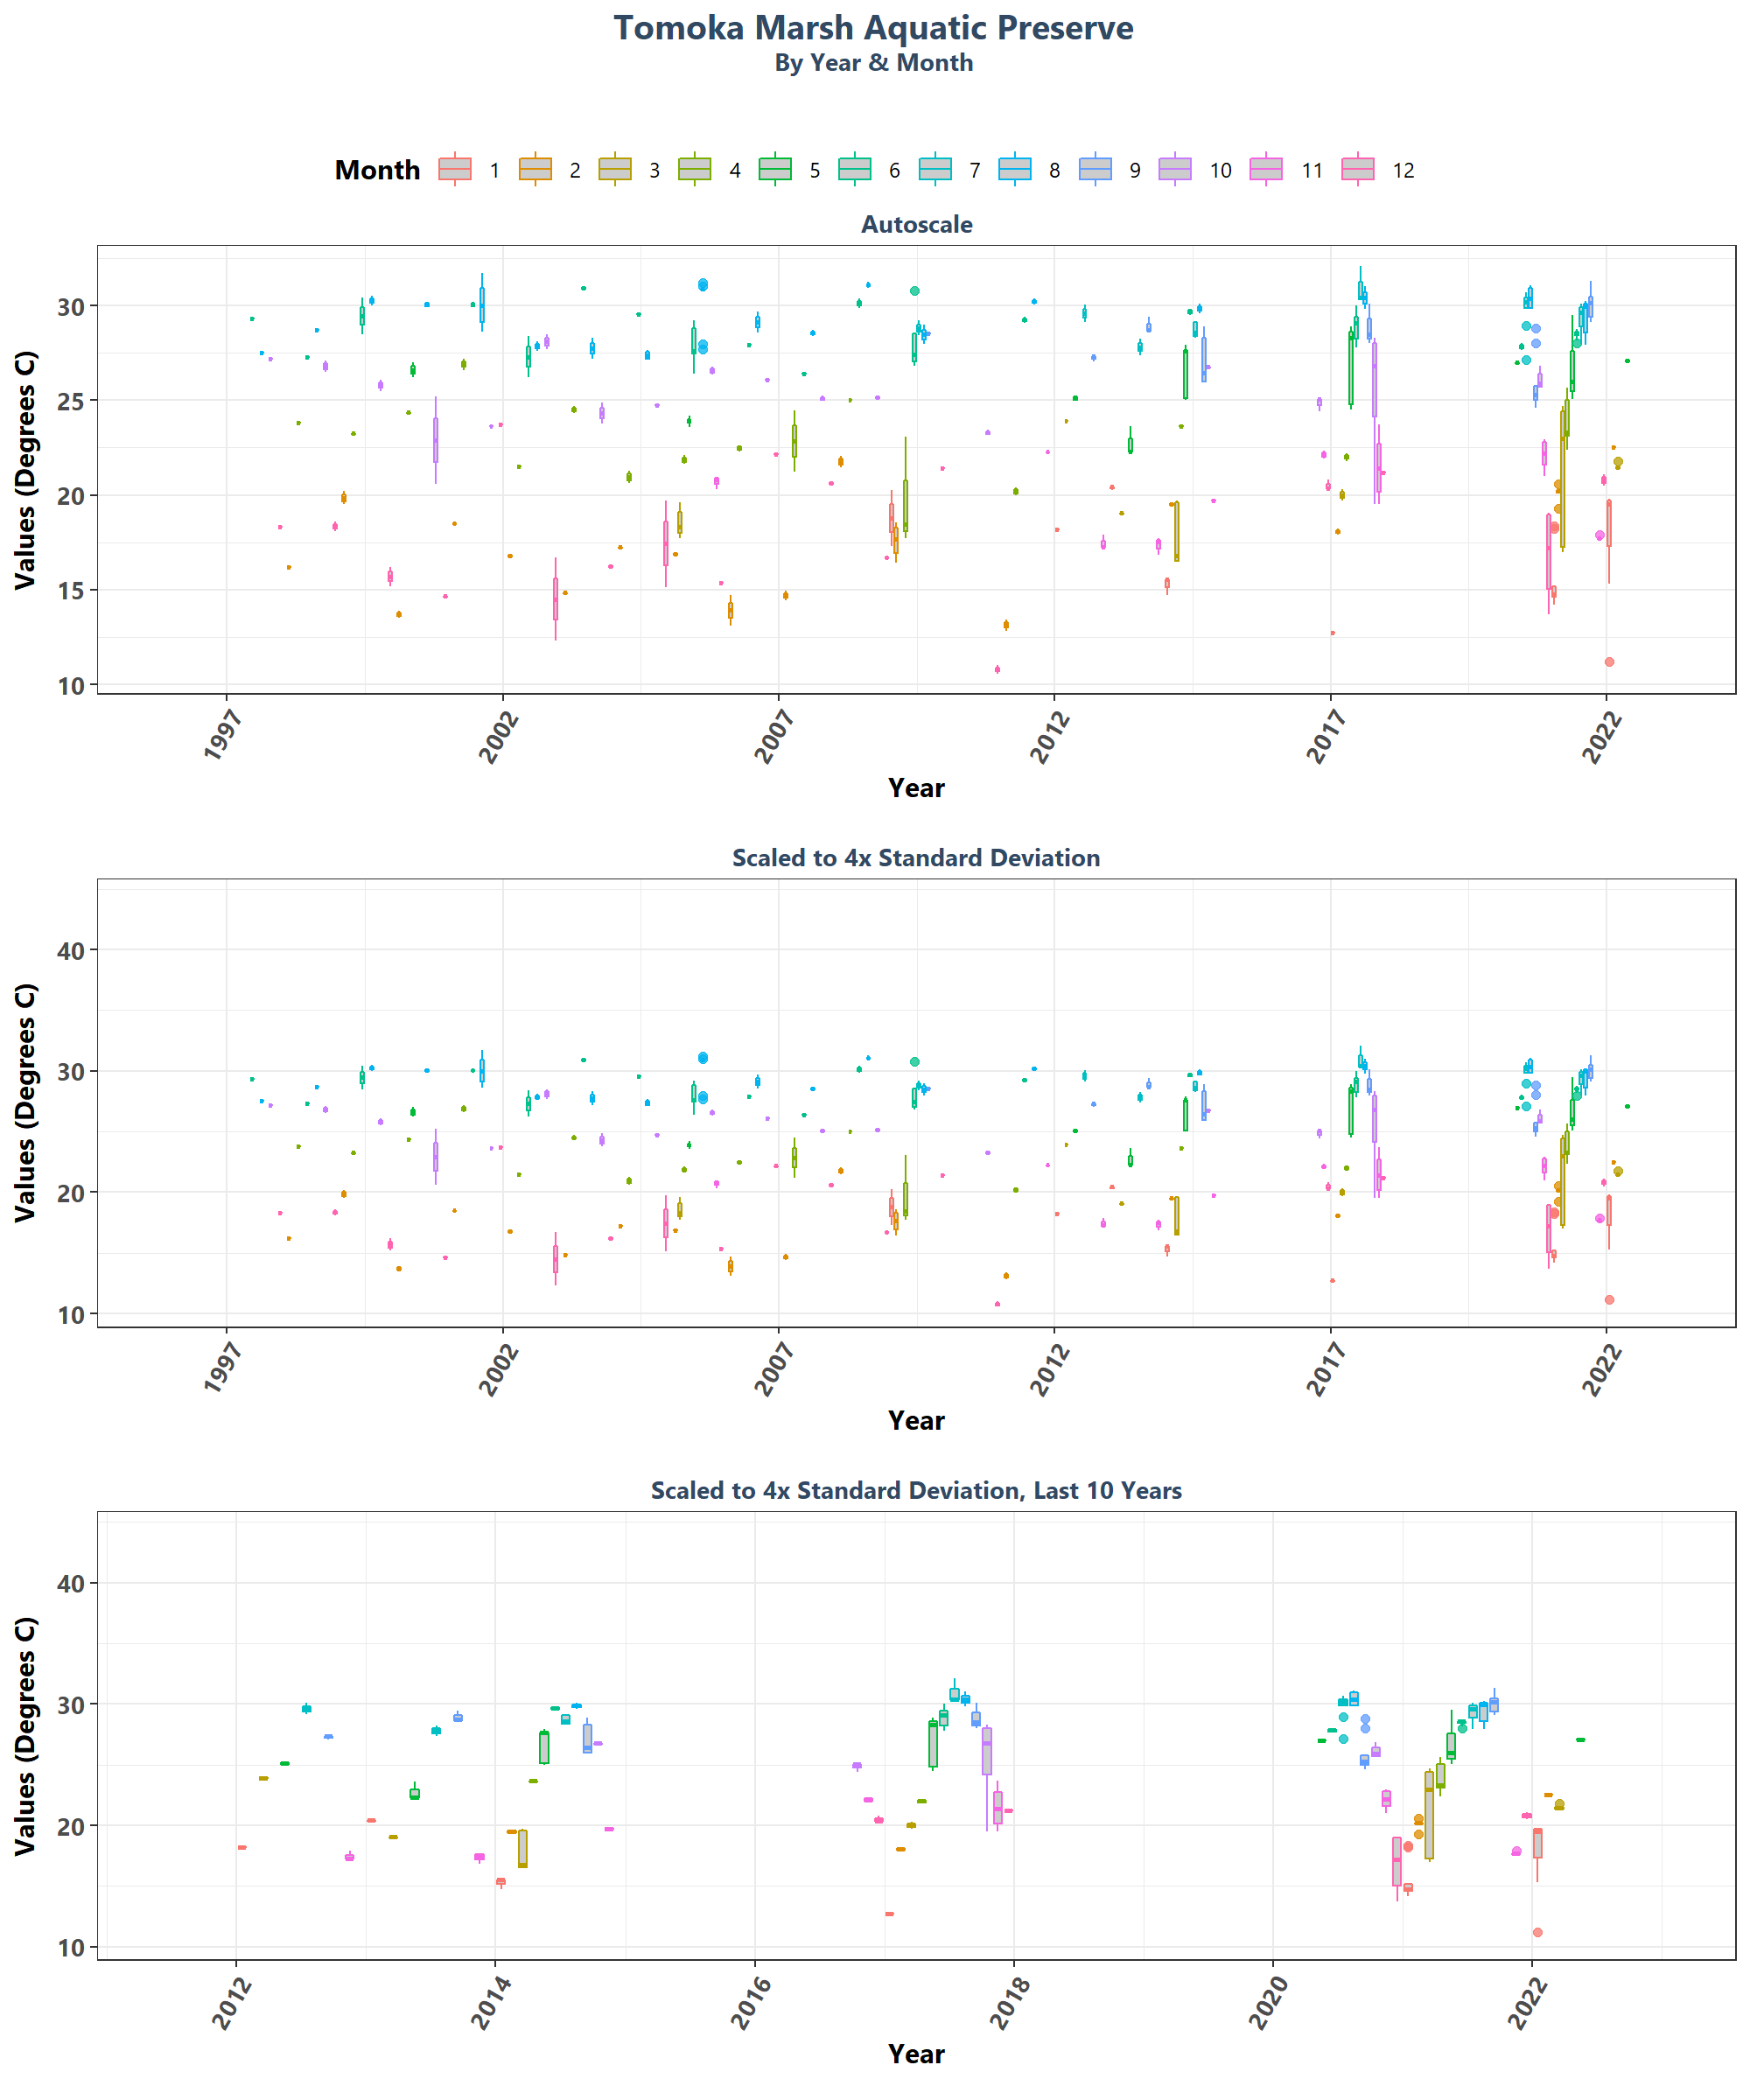 Tomoka Marsh Aquatic Preserve
By Year & Month
Month 1 2 3 4 5 6 7 8 9 10 11 12
Autoscale
Values (Degrees C)
30
25
20
15
10
1997 2002 2007 2012 2017 2022
Year
Scaled to 4x Standard Deviation
Values (Degrees C)
40
30
20
10
1997 2002 2007 2012 2017 2022
Year
Scaled to 4x Standard Deviation, Last 10 Years
Values (Degrees C)
40
30
20
10
2012 2014 2016 2018 2020 2022
Year